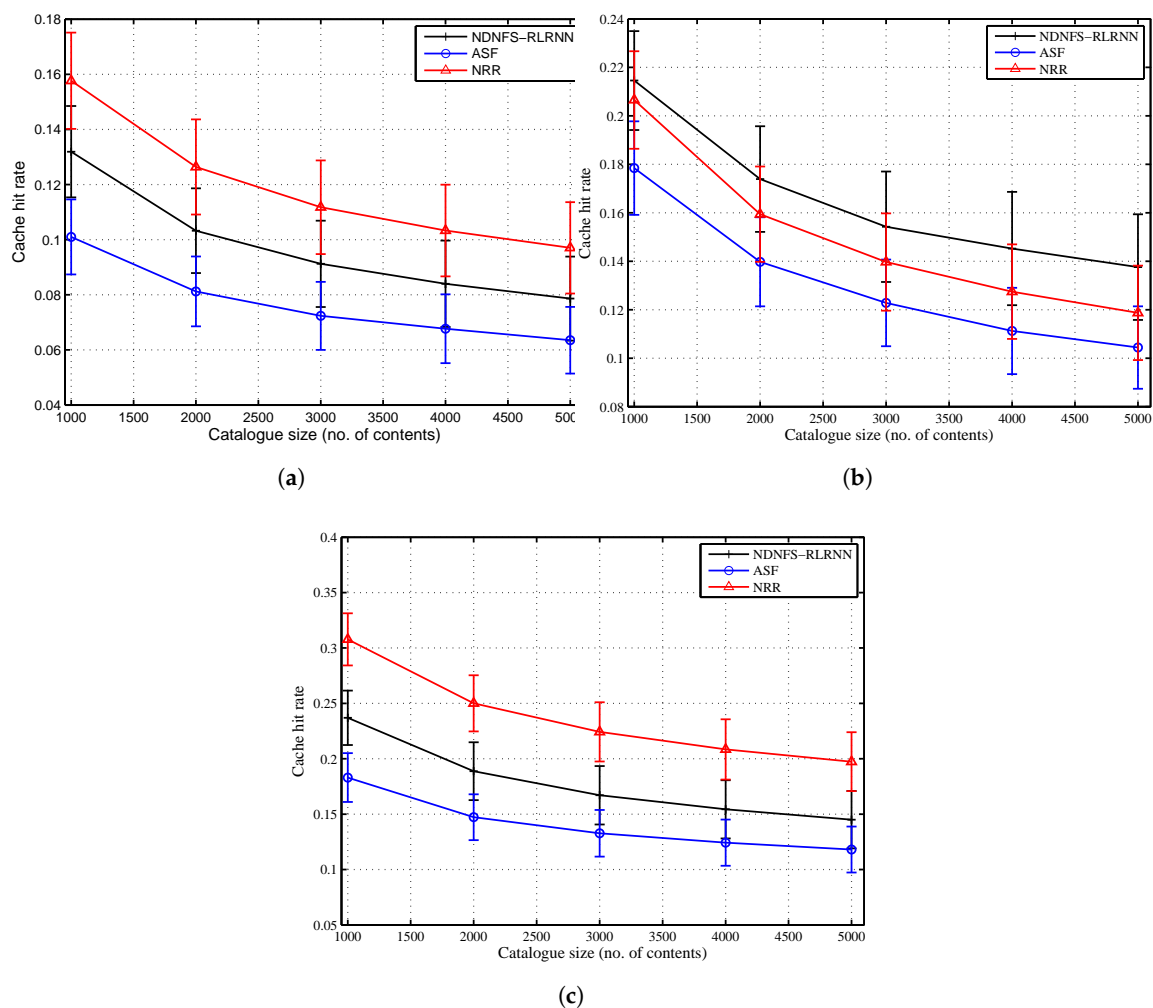 0.18
0.16
0.14
0.12
0.1
0.08
0.06
0.04
Cache hit rate
NDNFS−RLRNN
ASF
NRR
1000 1500 2000 2500 3000 3500 4000 4500 5000
Catalogue size (no. of contents)
(a)
0.24
0.22
0.2
0.18
0.16
0.14
0.12
0.1
0.08
Cache hit rate
NDNFS−RLRNN
ASF
NRR
1000 1500 2000 2500 3000 3500 4000 4500 5000
Catalogue size (no. of contents)
(b)
0.4
0.35
0.3
0.25
0.2
0.15
0.1
0.05
Cache hit rate
NDNFS−RLRNN
ASF
NRR
1000 1500 2000 2500 3000 3500 4000 4500 5000
Catalogue size (no. of contents)
(c)